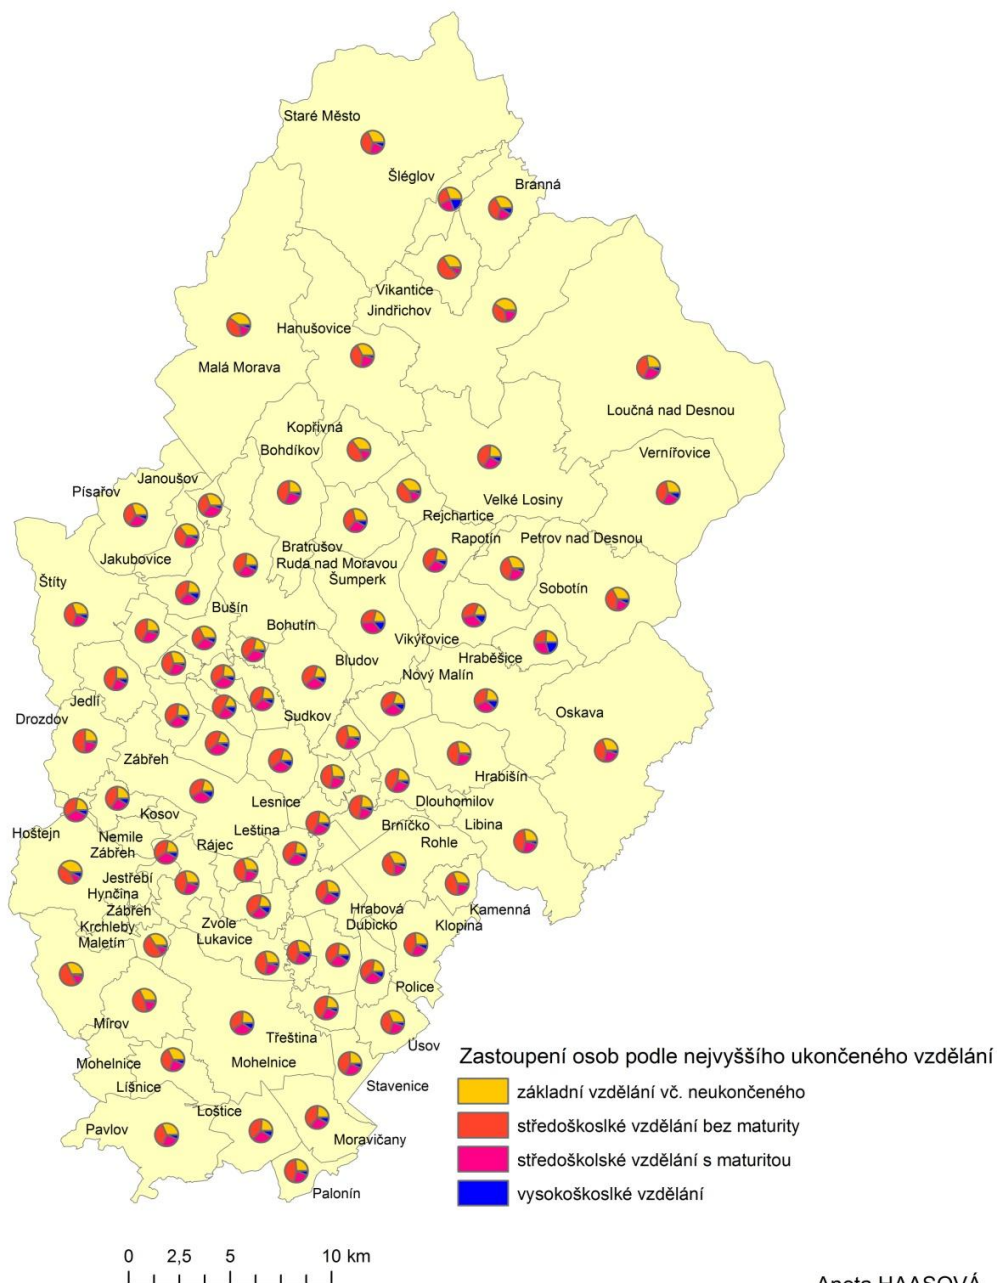 Staré Město
Šléglov
Branná
Vikantice
Jindřichov
Hanušovice
Malá Morava
Loučná nad Desnou
Kopřivná
Bohdíkov
Vernířovice
Janoušov
Písařov
Velké Losiny
Rejchartice
Rapotín
Petrov nad Desnou
Jakubovice
Bratrušov
Ruda nad Moravou
Šumperk
Štíty
Sobotín
Bušín
Bohutín
Vikýřovice
Bludov
Hraběšice
Nový Malín
Jedlí
Drozdov
Sudkov
Oskava
Zábřeh
Hrabišín
Lesnice
Dlouhomilov
Kosov
Hoštejn
Nemile
Zábřeh
Rájec
Leština
Brníčko
Libina
Rohle
Jestřebí
Hynčina
Zábřeh
Krchleby
Maletín
Zvole
Lukavice
Hrabová
Dubicko
Kamenná
Klopina
Police
Mírov
Třeština
Úsov
Mohelnice
Mohelnice
Líšnice
Stavenice
Loštice
Pavlov
Moravičany
Palonín
Zastoupení osob podle nejvyššího ukončeného vzdělání
základní vzdělání vč. neukončeného
středoškoslké vzdělání bez maturity
středoškolské vzdělání s maturitou
vysokoškoslké vzdělání
0 2,5 5 10 km
Aneta HAASOVÁ